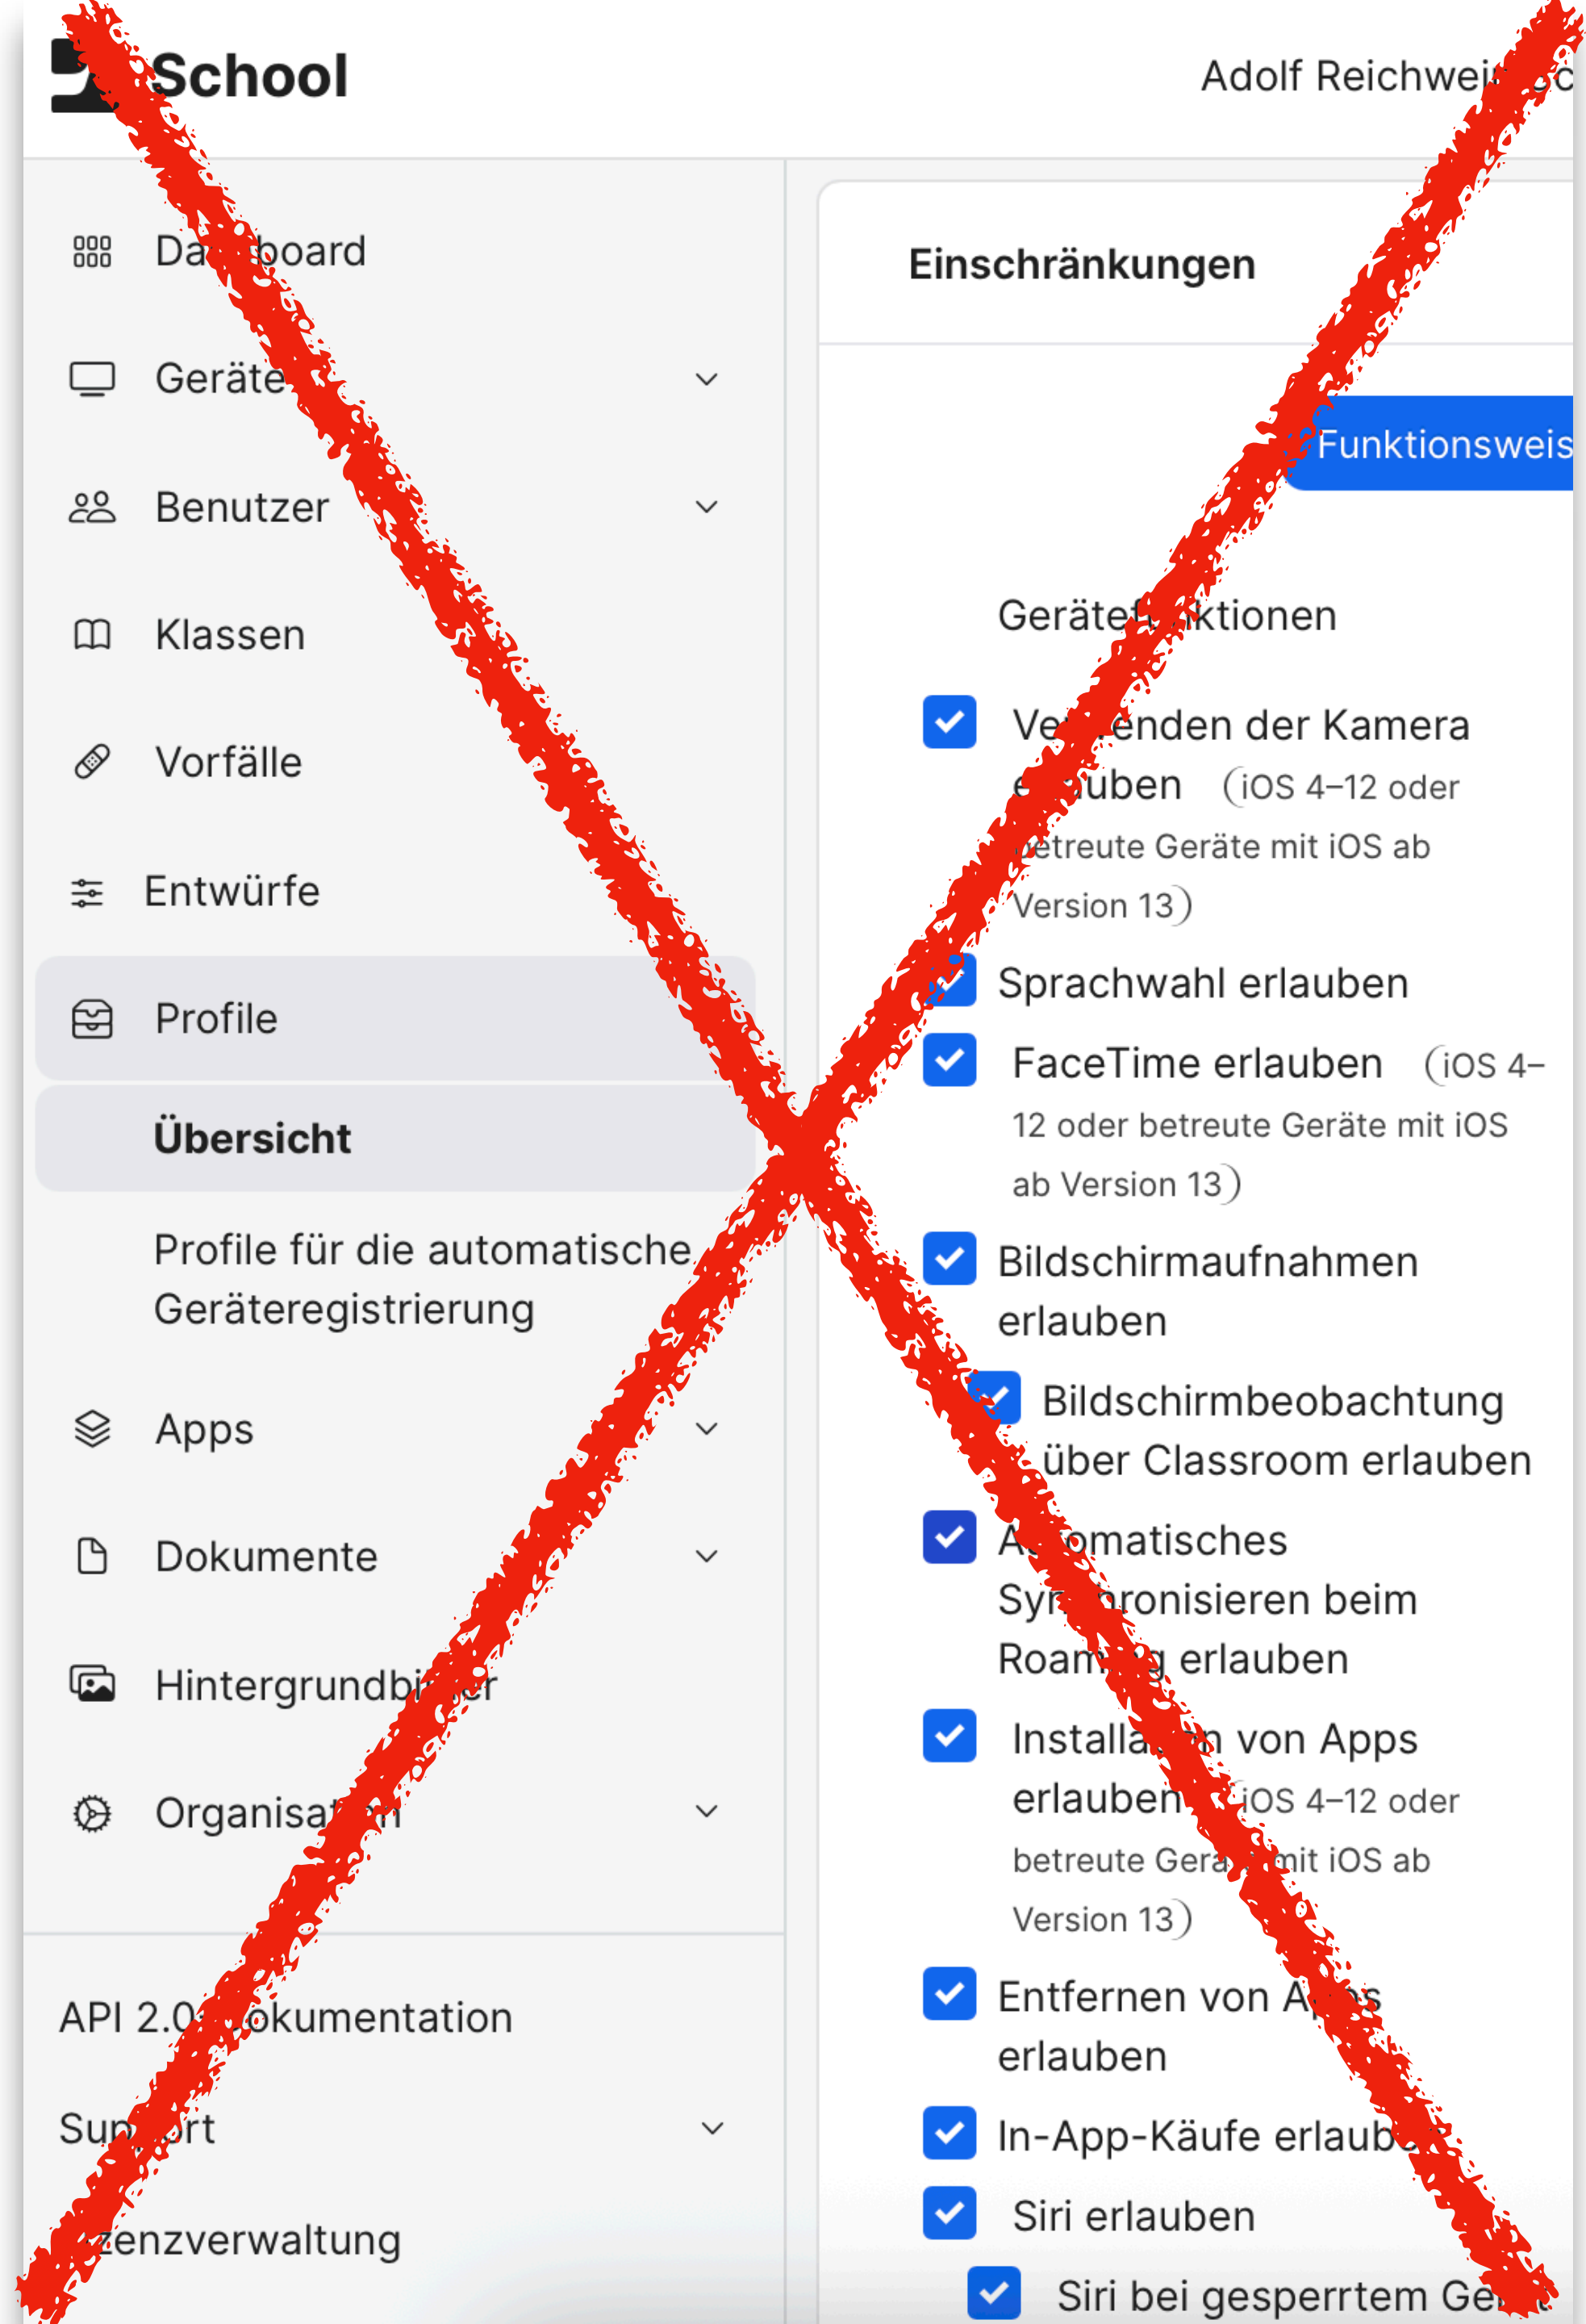 School
Adolf Reichwein
Dashboard
Geräte
Benutzer
Klassen
Vorfälle
Entwürfe
Profile
Übersicht
Profile für die automatische
Geräteregistrierung
Apps
Dokumente
Hintergrundbilder
Organisation
API 2.0-Dokumentation
Support
Lizenzverwaltung
Einschränkungen
Funktionsweis
Gerätefunktionen
Verwenden der Kamera
erlauben (iOS 4–12 oder
betreute Geräte mit iOS ab
Version 13)
Sprachwahl erlauben
FaceTime erlauben (iOS 4–
12 oder betreute Geräte mit iOS
ab Version 13)
Bildschirmaufnahmen
erlauben
Bildschirmbeobachtung
über Classroom erlauben
Automatisches
Synchronisieren beim
Roaming erlauben
Installation von Apps
erlauben (iOS 4–12 oder
betreute Geräte mit iOS ab
Version 13)
Entfernen von Apps
erlauben
In-App-Käufe erlauben
Siri erlauben
Siri bei gesperrtem Gerät